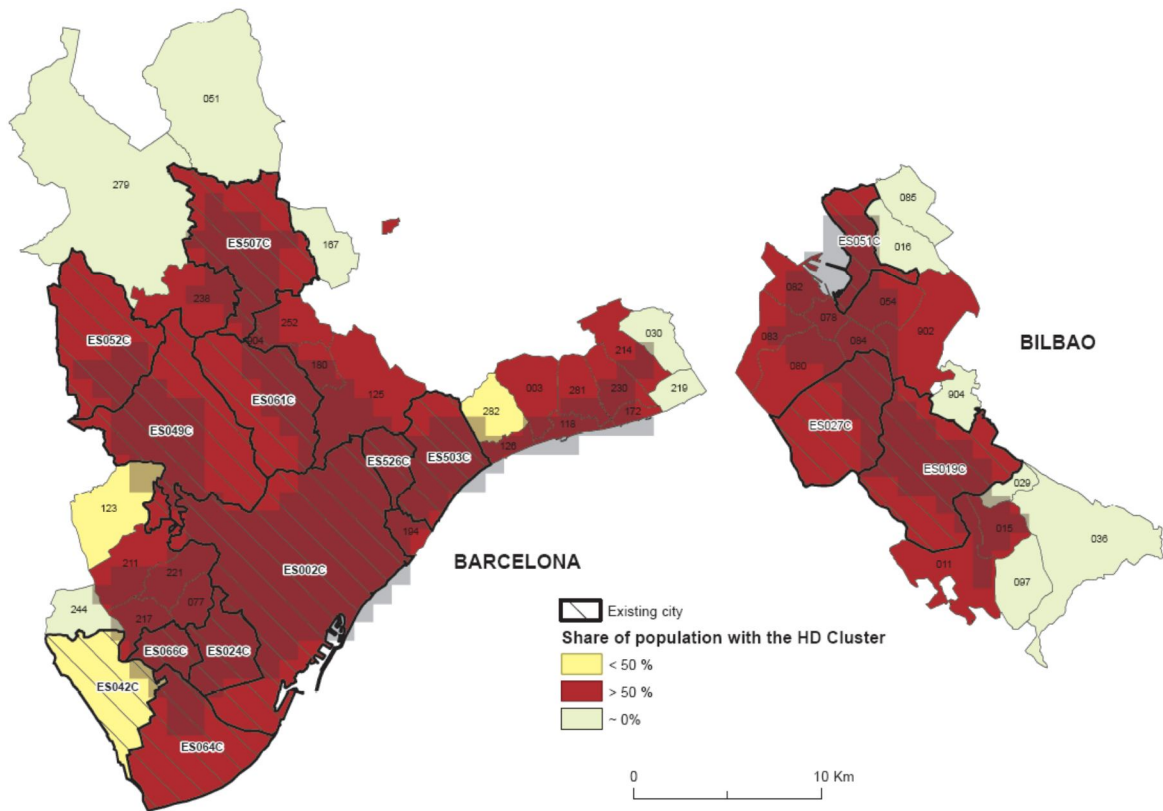 051
279
085
167
ES507C
016
ES051C
238
082
054
252
078
902
004
083
084
BILBAO
ES052C
030
180
080
214
ES061C
003
281
230
219
904
125
172
282
118
ES027C
ES049C
126
ES526C
ES503C
ES019C
029
123
015
194
036
BARCELONA
211
011
ES002C
221
097
077
244
217
Existing city
ES066C
ES024C
Share of population with the HD Cluster
ES042C
< 50 %
> 50 %
~ 0%
ES064C
0
10 Km